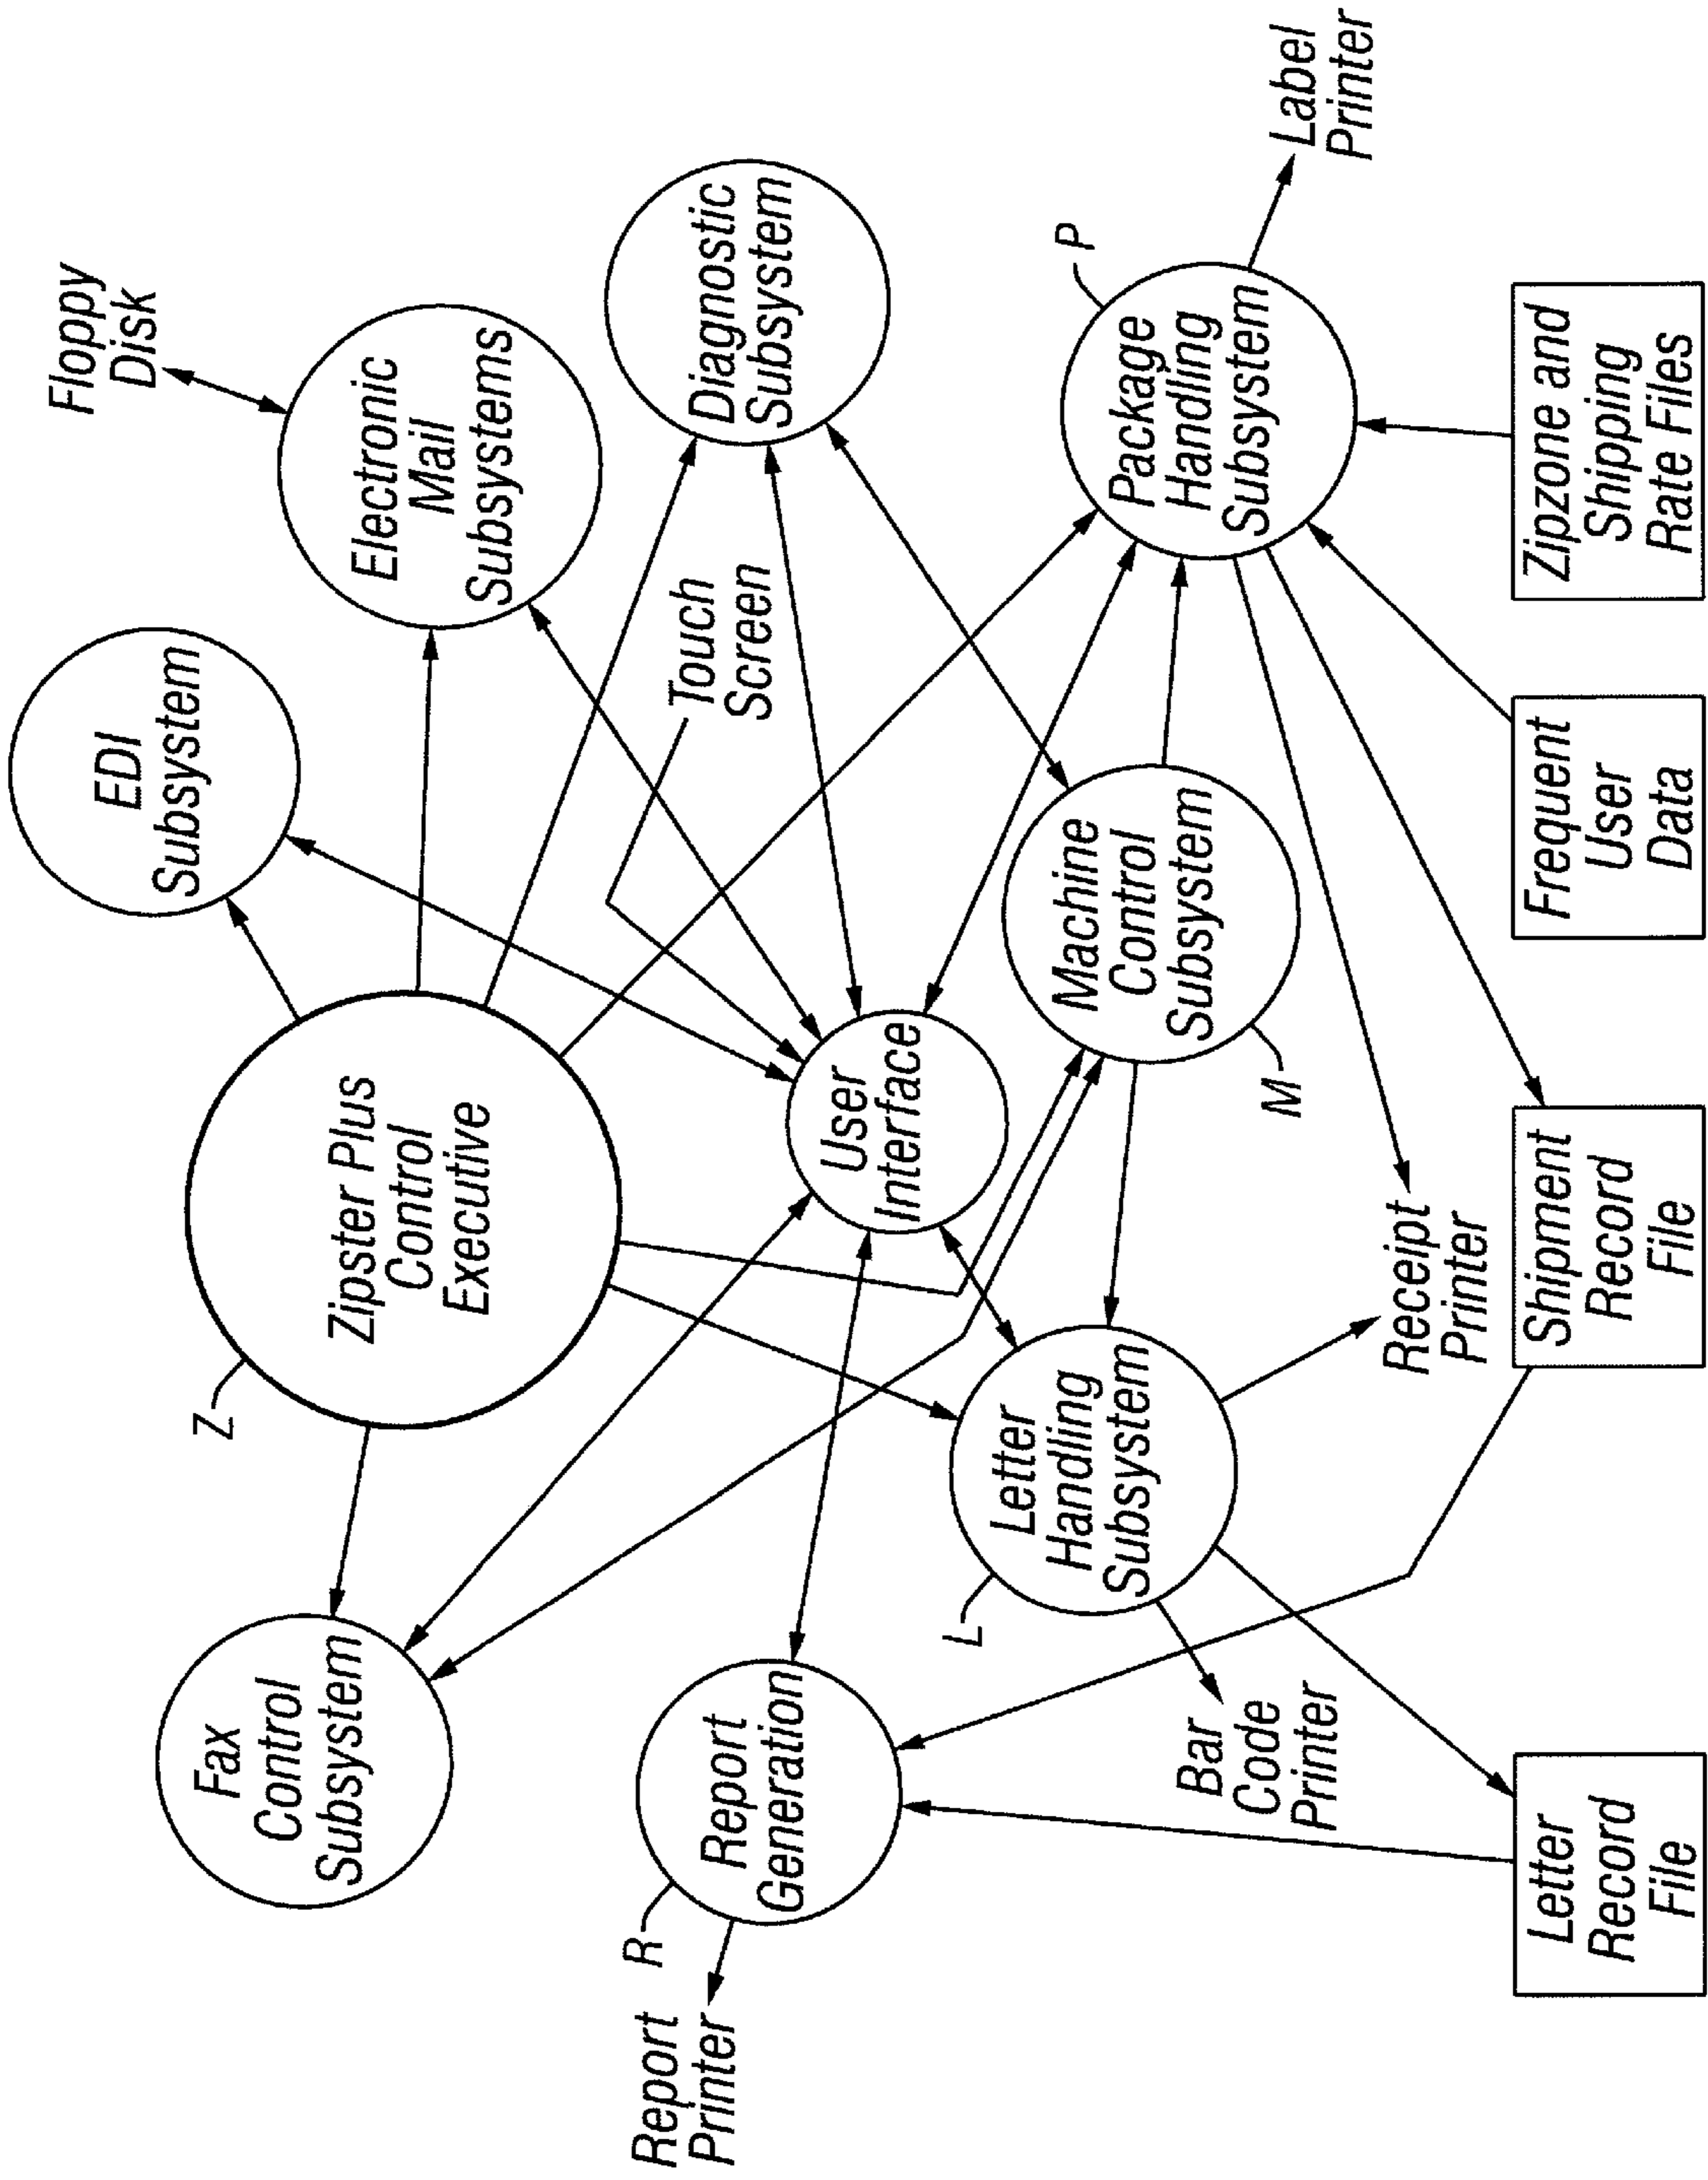 Floppy
Disk
EDI
Subsystem
Electronic
Mail
Subsystems
Zipster Plus
Control
Executive
Z
Fax
Control
Subsystem
Diagnostic
Subsystem
Touch
Screen
User
Interface
Report
Generation
R
Report
Printer
Package
Handling
Subsystem
P
Label
Printer
Machine
Control
Subsystem
M
Letter
Handling
Subsystem
L
Bar
Code
Printer
Receipt
Printer
Letter
Record
File
Shipment
Record
File
Frequent
User
Data
Zipzone and
Shipping
Rate Files